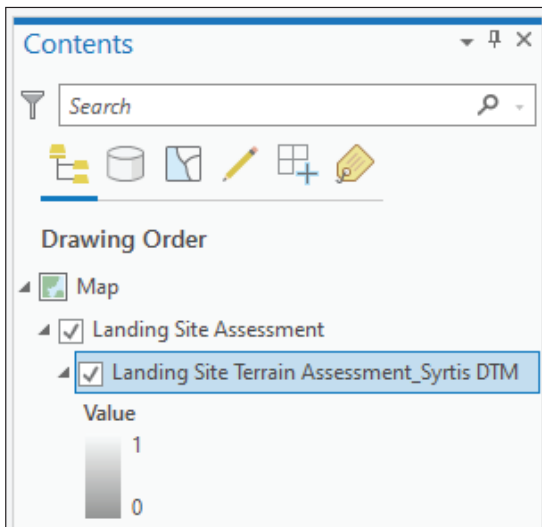 Contents
Search
Drawing Order
Map
Landing Site Assessment
Landing Site Terrain Assessment_Syrtis DTM
Value
1
0